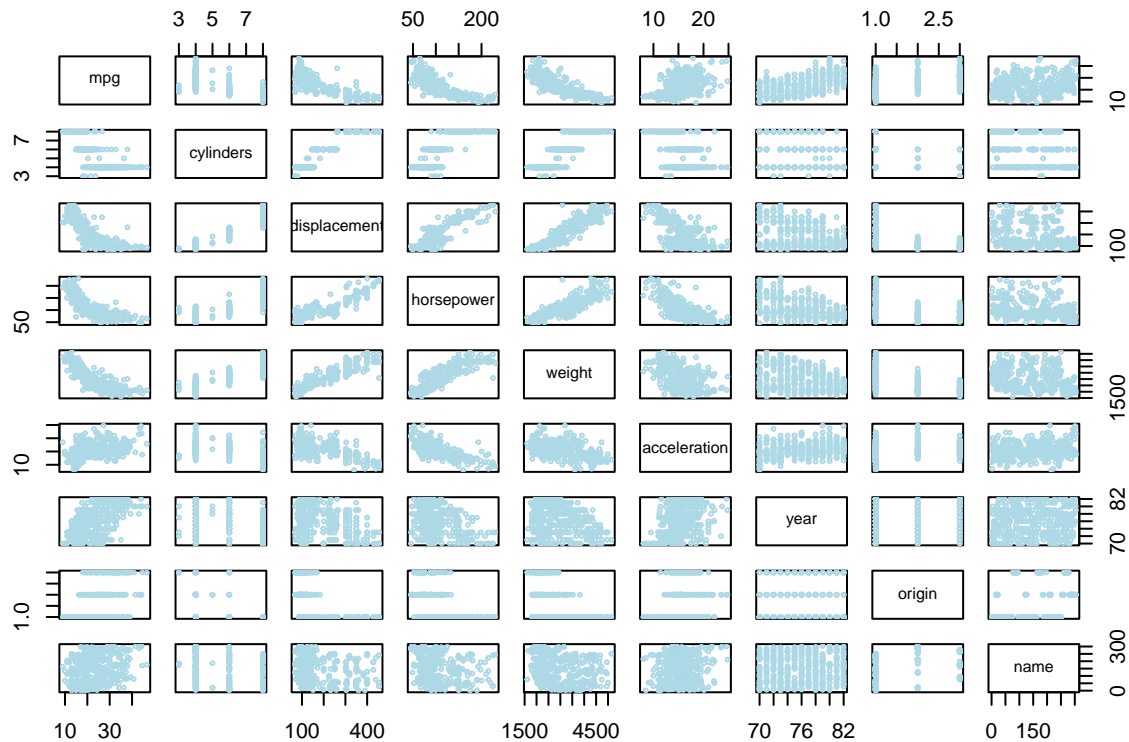 3 5 7 50 200 10 20 1.0 2.5
mpg
10
cylinders
3 7
displacement
100
horsepower
50
weight
1500
acceleration
10
year
70 82
origin
1.0
name
0 300
10 30 100 400 1500 4500 70 76 82 0 150